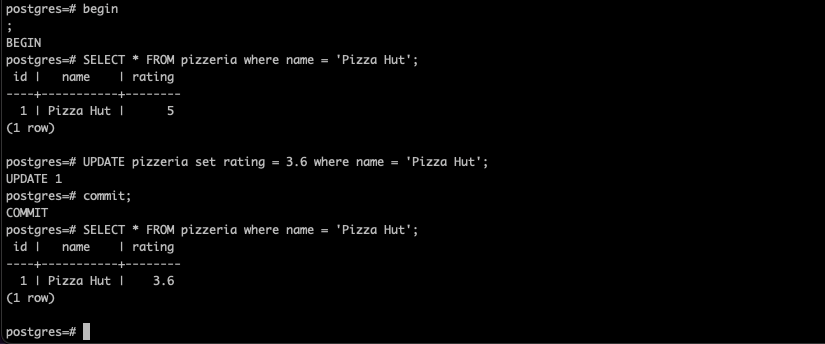 postgres=# begin
;
BEGIN
postgres=# SELECT * FROM pizzeria where name = 'Pizza Hut';
 id |   name    | rating
----+-----------+--------
  1 | Pizza Hut |      5
(1 row)

postgres=# UPDATE pizzeria set rating = 3.6 where name = 'Pizza Hut';
UPDATE 1
postgres=# commit;
COMMIT
postgres=# SELECT * FROM pizzeria where name = 'Pizza Hut';
 id |   name    | rating
----+-----------+--------
  1 | Pizza Hut |    3.6
(1 row)

postgres=#